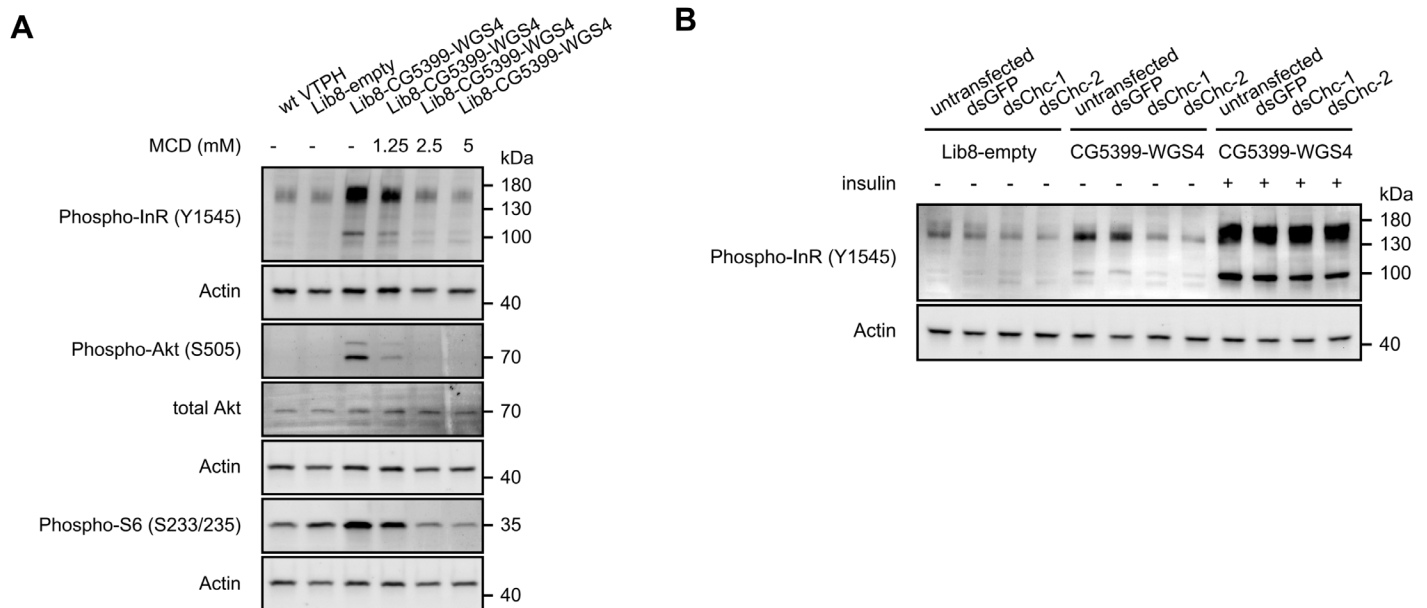 A
wt VTPH
Lib8-empty
Lib8-CG5399-WGS4
Lib8-CG5399-WGS4
Lib8-CG5399-WGS4
Lib8-CG5399-WGS4
MCD (mM) - - - 1.25 2.5 5
kDa
Phospho-InR (Y1545)
180
130
100
Actin
40
Phospho-Akt (S505)
70
total Akt
70
Actin
40
Phospho-S6 (S233/235)
35
Actin
40
B
untransfected
dsGFP
dsChc-1
dsChc-2
untransfected
dsGFP
dsChc-1
dsChc-2
untransfected
dsGFP
dsChc-1
dsChc-2
Lib8-empty CG5399-WGS4 CG5399-WGS4
insulin - - - - - - - - + + + +
kDa
Phospho-InR (Y1545)
180
130
100
Actin
40